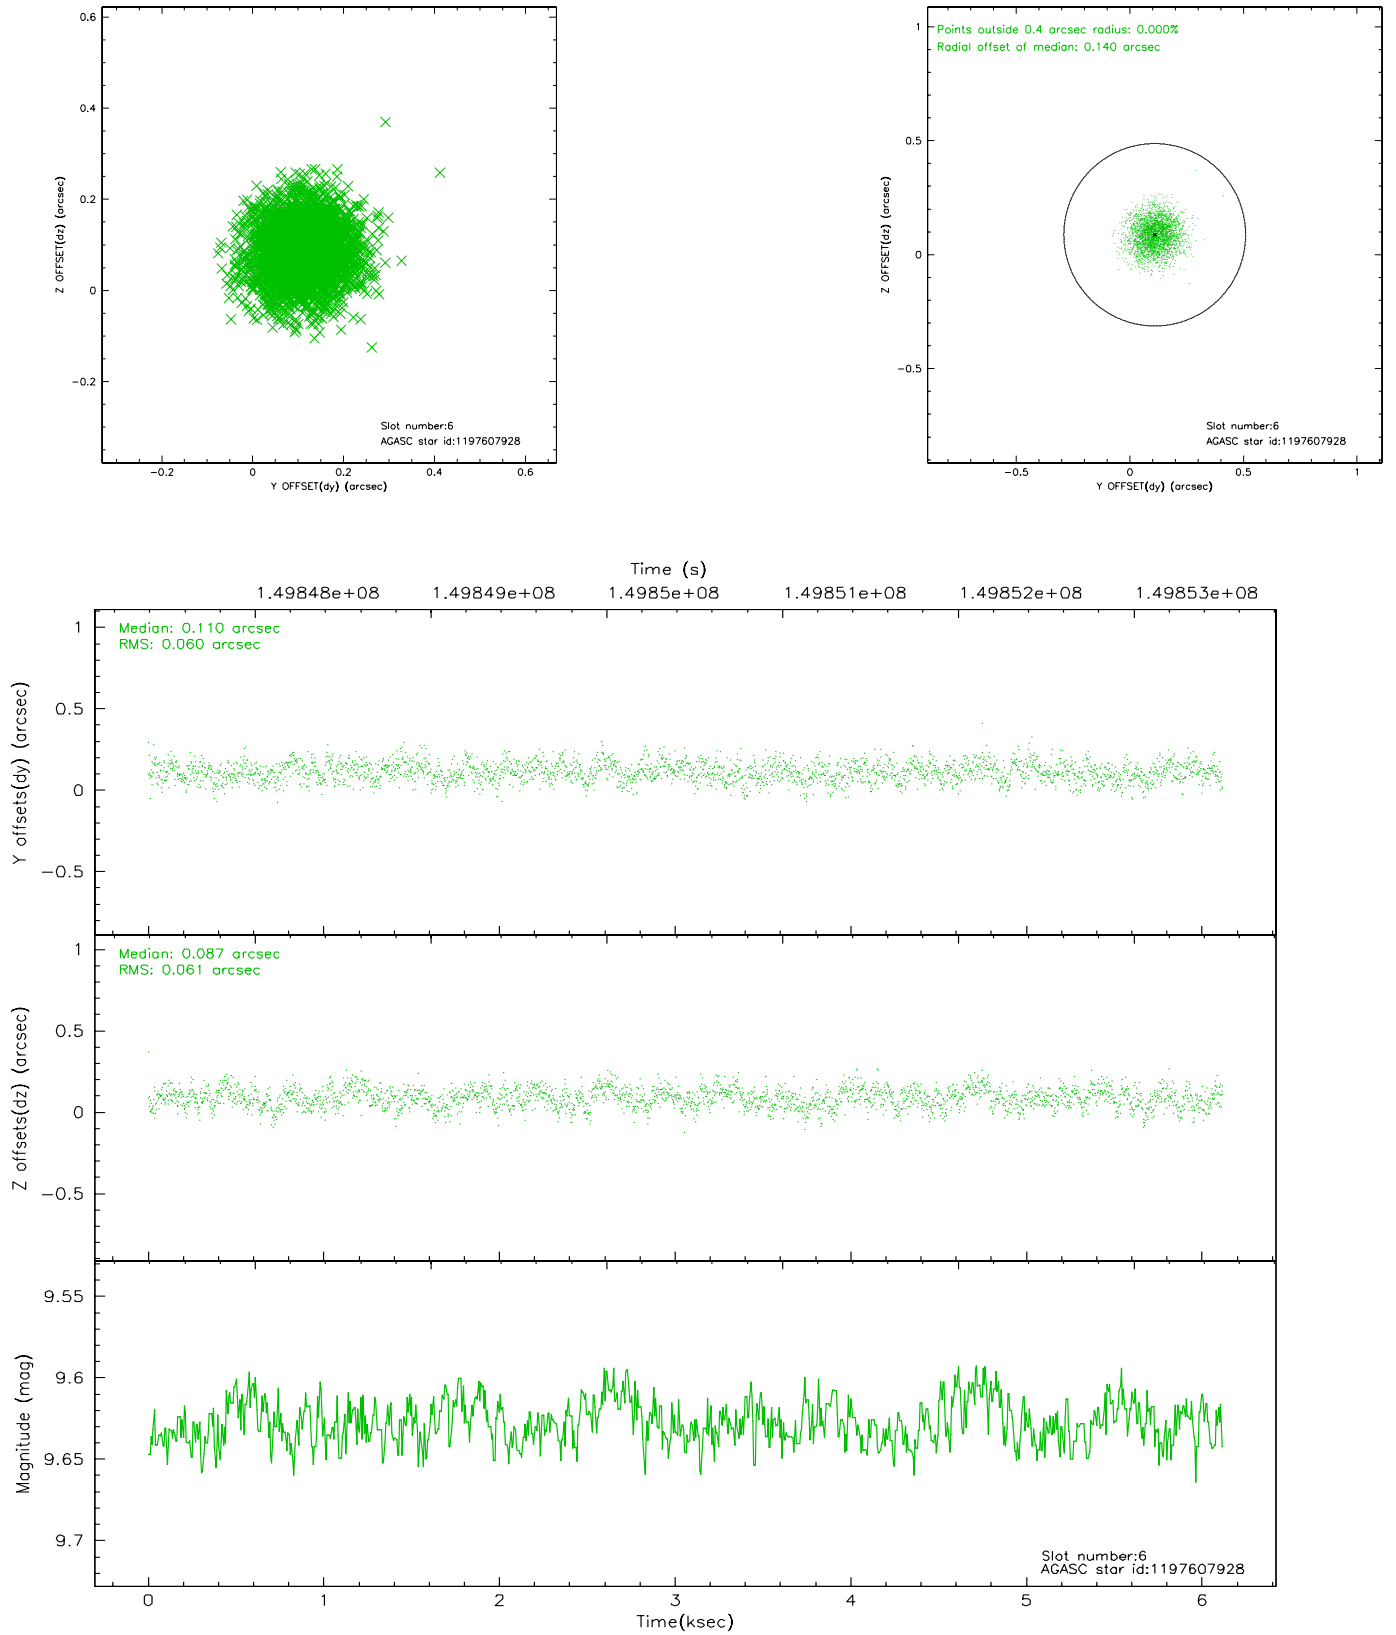 0.6
0.4
0.2
0
−0.2
Z OFFSET(dz) (arcsec)
Slot number:6
AGASC star id:1197607928
−0.2 0 0.2 0.4 0.6
Y OFFSET(dy) (arcsec)
Points outside 0.4 arcsec radius: 0.000%
Radial offset of median: 0.140 arcsec
1
0.5
0
−0.5
Z OFFSET(dz) (arcsec)
Slot number:6
AGASC star id:1197607928
−0.5 0 0.5 1
Y OFFSET(dy) (arcsec)
Time (s)
1.49848e+08 1.49849e+08 1.4985e+08 1.49851e+08 1.49852e+08 1.49853e+08
Median: 0.110 arcsec
RMS: 0.060 arcsec
1
0.5
0
−0.5
Y offsets(dy) (arcsec)
Median: 0.087 arcsec
RMS: 0.061 arcsec
1
0.5
0
−0.5
Z offsets(dz) (arcsec)
9.55
9.6
9.65
9.7
Magnitude (mag)
Slot number:6
AGASC star id:1197607928
0 1 2 3 4 5 6
Time(ksec)